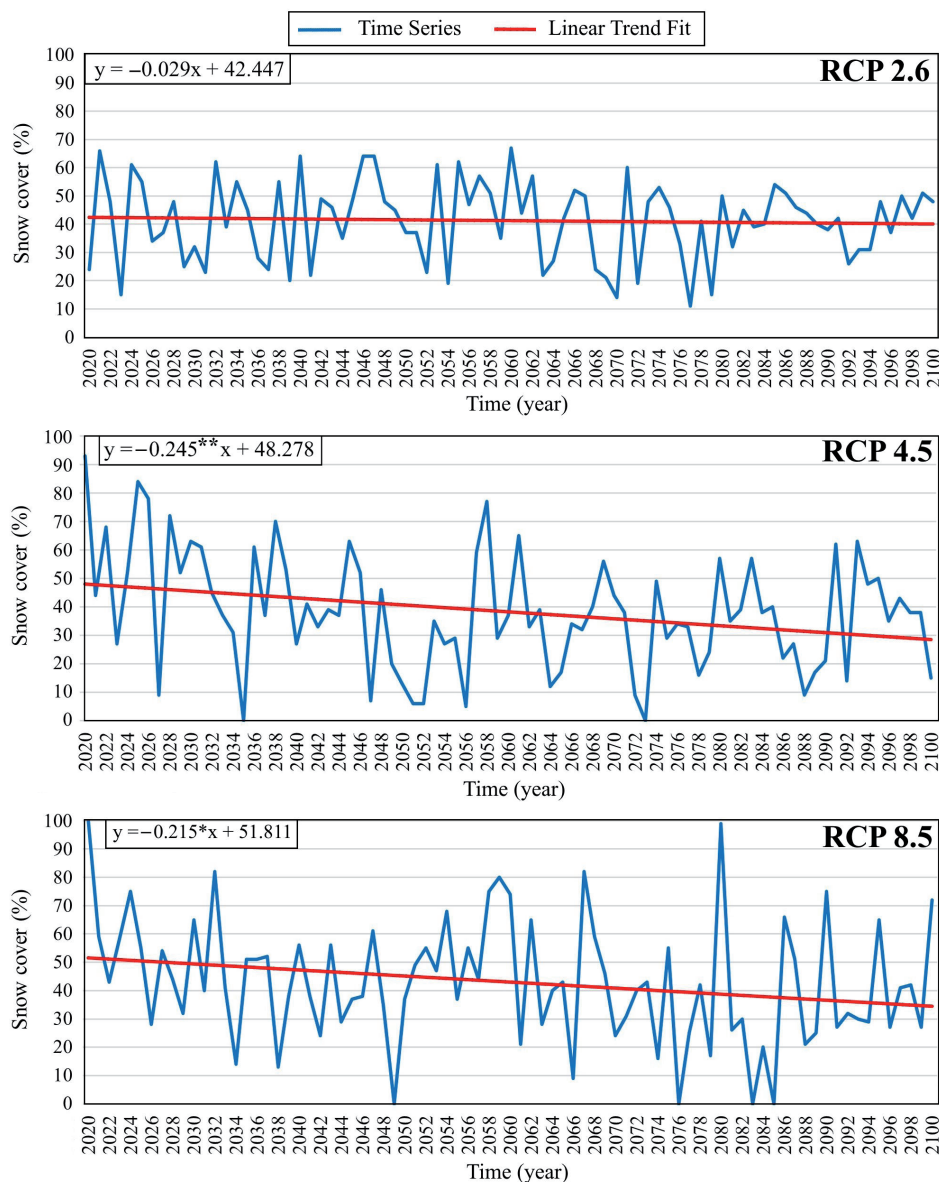 Time Series Linear Trend Fit
y = −0.029x + 42.447
RCP 2.6
Snow cover (%)
100
90
80
70
60
50
40
30
20
10
0
2020 2022 2024 2026 2028 2030 2032 2034 2036 2038 2040 2042 2044 2046 2048 2050 2052 2054 2056 2058 2060 2062 2064 2066 2068 2070 2072 2074 2076 2078 2080 2082 2084 2086 2088 2090 2092 2094 2096 2098 2100
Time (year)
y =−0.245**x + 48.278
RCP 4.5
Snow cover (%)
100
90
80
70
60
50
40
30
20
10
0
2020 2022 2024 2026 2028 2030 2032 2034 2036 2038 2040 2042 2044 2046 2048 2050 2052 2054 2056 2058 2060 2062 2064 2066 2068 2070 2072 2074 2076 2078 2080 2082 2084 2086 2088 2090 2092 2094 2096 2098 2100
Time (year)
y =−0.215*x + 51.811
RCP 8.5
Snow cover (%)
100
90
80
70
60
50
40
30
20
10
0
2020 2022 2024 2026 2028 2030 2032 2034 2036 2038 2040 2042 2044 2046 2048 2050 2052 2054 2056 2058 2060 2062 2064 2066 2068 2070 2072 2074 2076 2078 2080 2082 2084 2086 2088 2090 2092 2094 2096 2098 2100
Time (year)